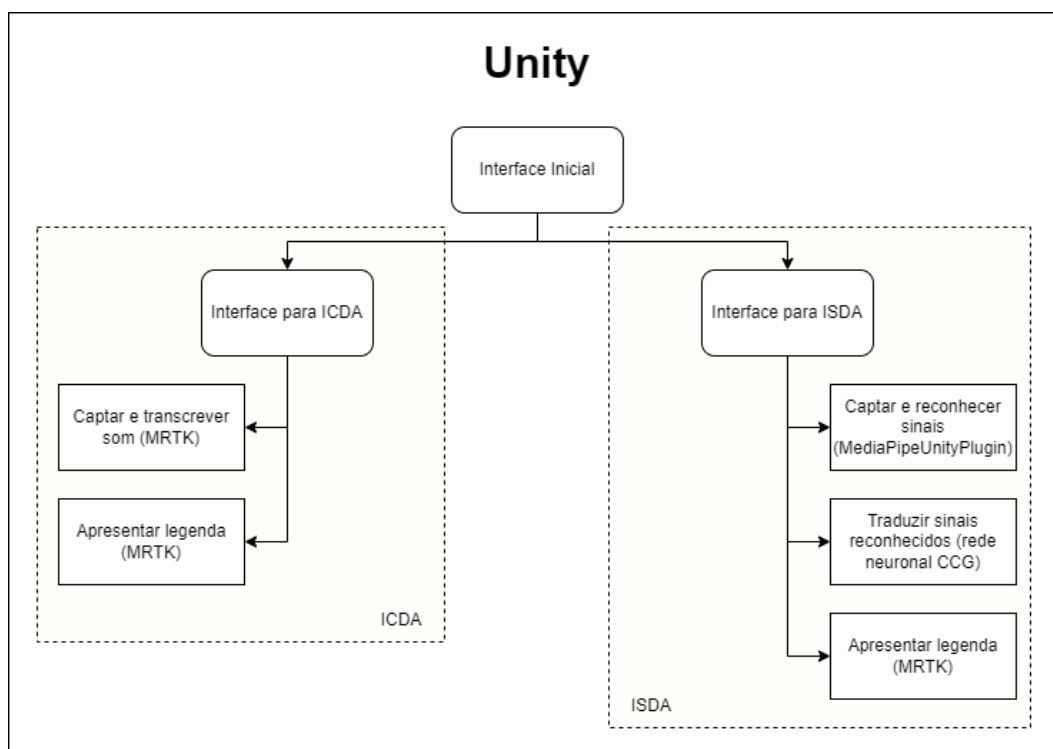 Unity
Interface Inicial
Interface para ICDA
Captar e transcrever
som (MRTK)
Apresentar legenda
(MRTK)
ICDA
Interface para ISDA
Captar e reconhecer
sinais
(MediaPipeUnityPlugin)
Traduzir sinais
reconhecidos (rede
neuronal CCG)
Apresentar legenda
(MRTK)
ISDA